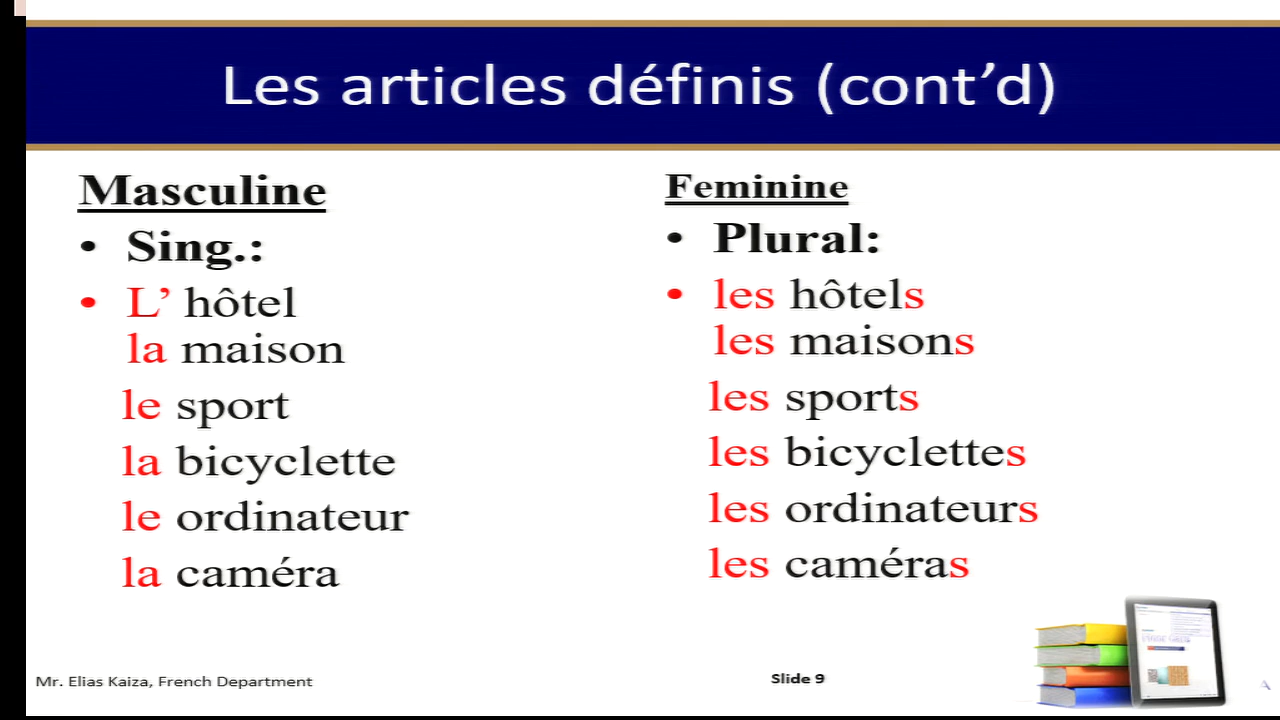 Les articles définis (cont’d)
Masculine
• Sing.:
• L’ hôtel
la maison
le sport
la bicyclette
le ordinateur
la caméra
Feminine
• Plural:
• les hôtels
les maisons
les sports
les bicyclettes
les ordinateurs
les caméras
Mr. Elias Kaiza, French Department
Slide 9
A